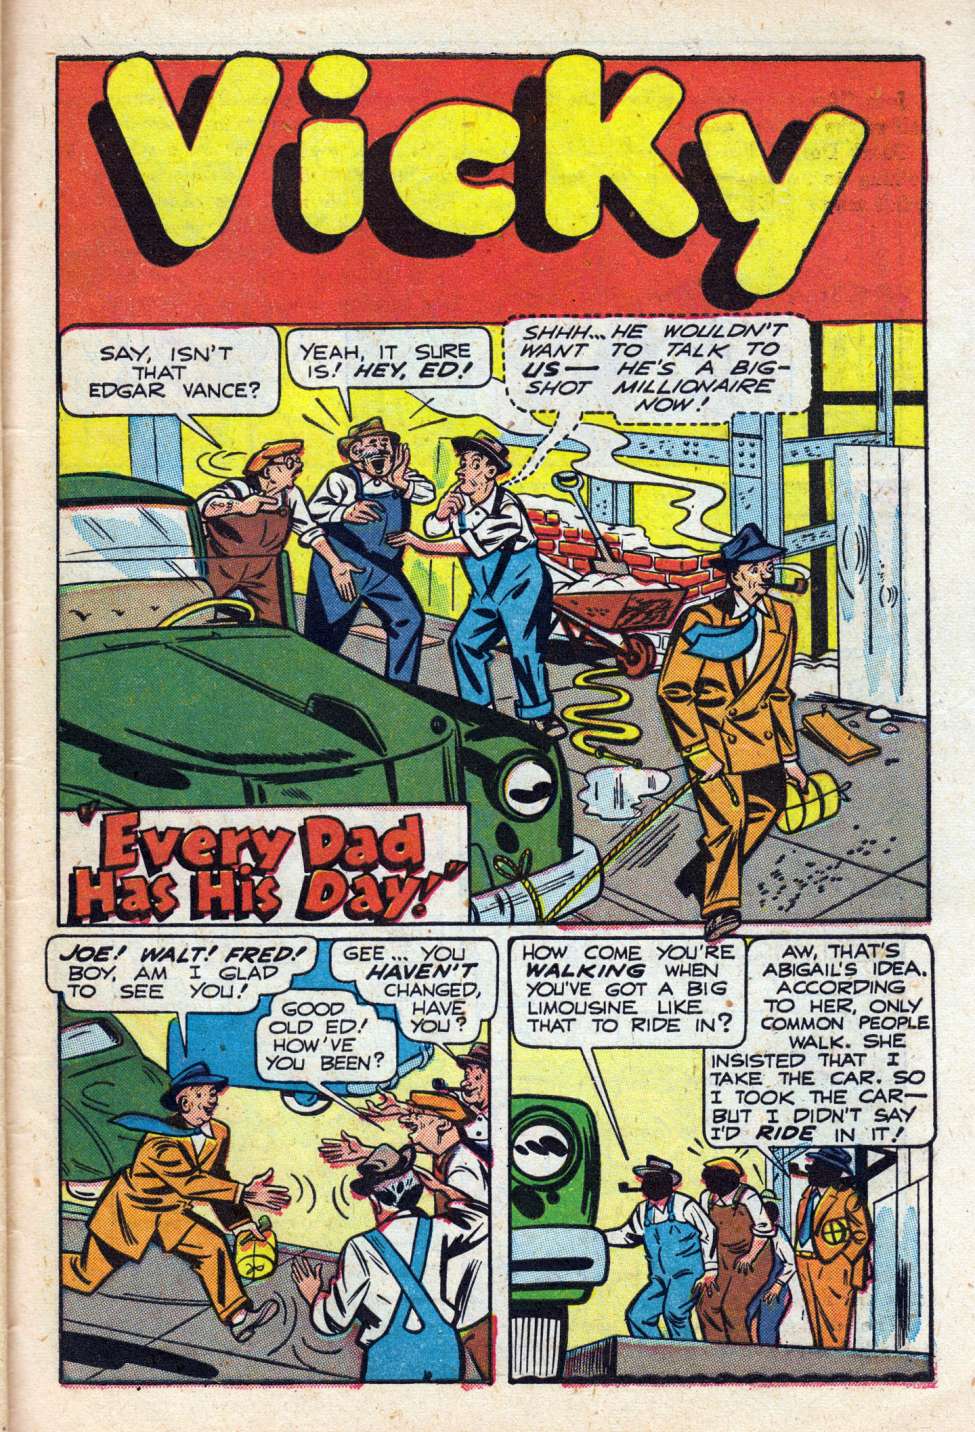 Vicky
SAY, ISN'T
THAT
EDGAR VANCE?
YEAH, IT SURE
IS! HEY, ED!
SHHH... HE WOULDN'T
WANT TO TALK TO
US— HE'S A BIG-
SHOT MILLIONAIRE
NOW!
"Every Dad
Has His Day!"
JOE! WALT! FRED!
BOY, AM I GLAD
TO SEE YOU!
GOOD
OLD ED!
HOW'VE
YOU BEEN?
GEE... YOU
HAVEN'T
CHANGED,
HAVE
YOU?
HOW COME YOU'RE
WALKING WHEN
YOU'VE GOT A BIG
LIMOUSINE LIKE
THAT TO RIDE IN?
AW, THAT'S
ABIGAIL'S IDEA.
ACCORDING
TO HER, ONLY
COMMON PEOPLE
WALK. SHE
INSISTED THAT I
TAKE THE CAR. SO
I TOOK THE CAR—
BUT I DIDN'T SAY
I'D RIDE IN IT!